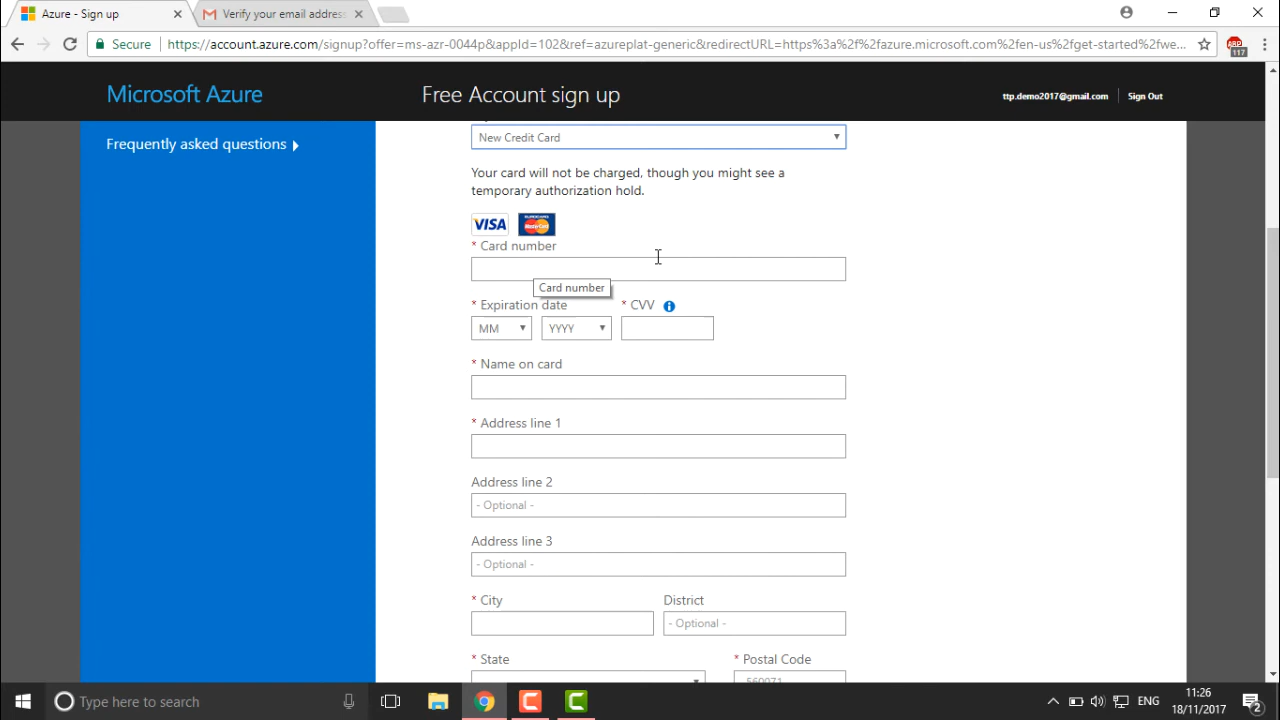 Azure - Sign up
Verify your email address
Secure
https://account.azure.com/signup?offer=ms-azr-0044p&appId=102&ref=azureplat-generic&redirectURL=https%3a%2f%2fazure.microsoft.com%2fen-us%2fget-started%2fwe...
ABP
117
Microsoft Azure
Free Account sign up
ttp.demo2017@gmail.com
Sign Out
Frequently asked questions
New Credit Card
Your card will not be charged, though you might see a
temporary authorization hold.
VISA
MasterCard
* Card number
Card number
* Expiration date
* CVV
MM
YYYY
* Name on card
* Address line 1
Address line 2
- Optional -
Address line 3
- Optional -
* City
District
- Optional -
* State
* Postal Code
560071
Type here to search
ENG
11:26
18/11/2017
2